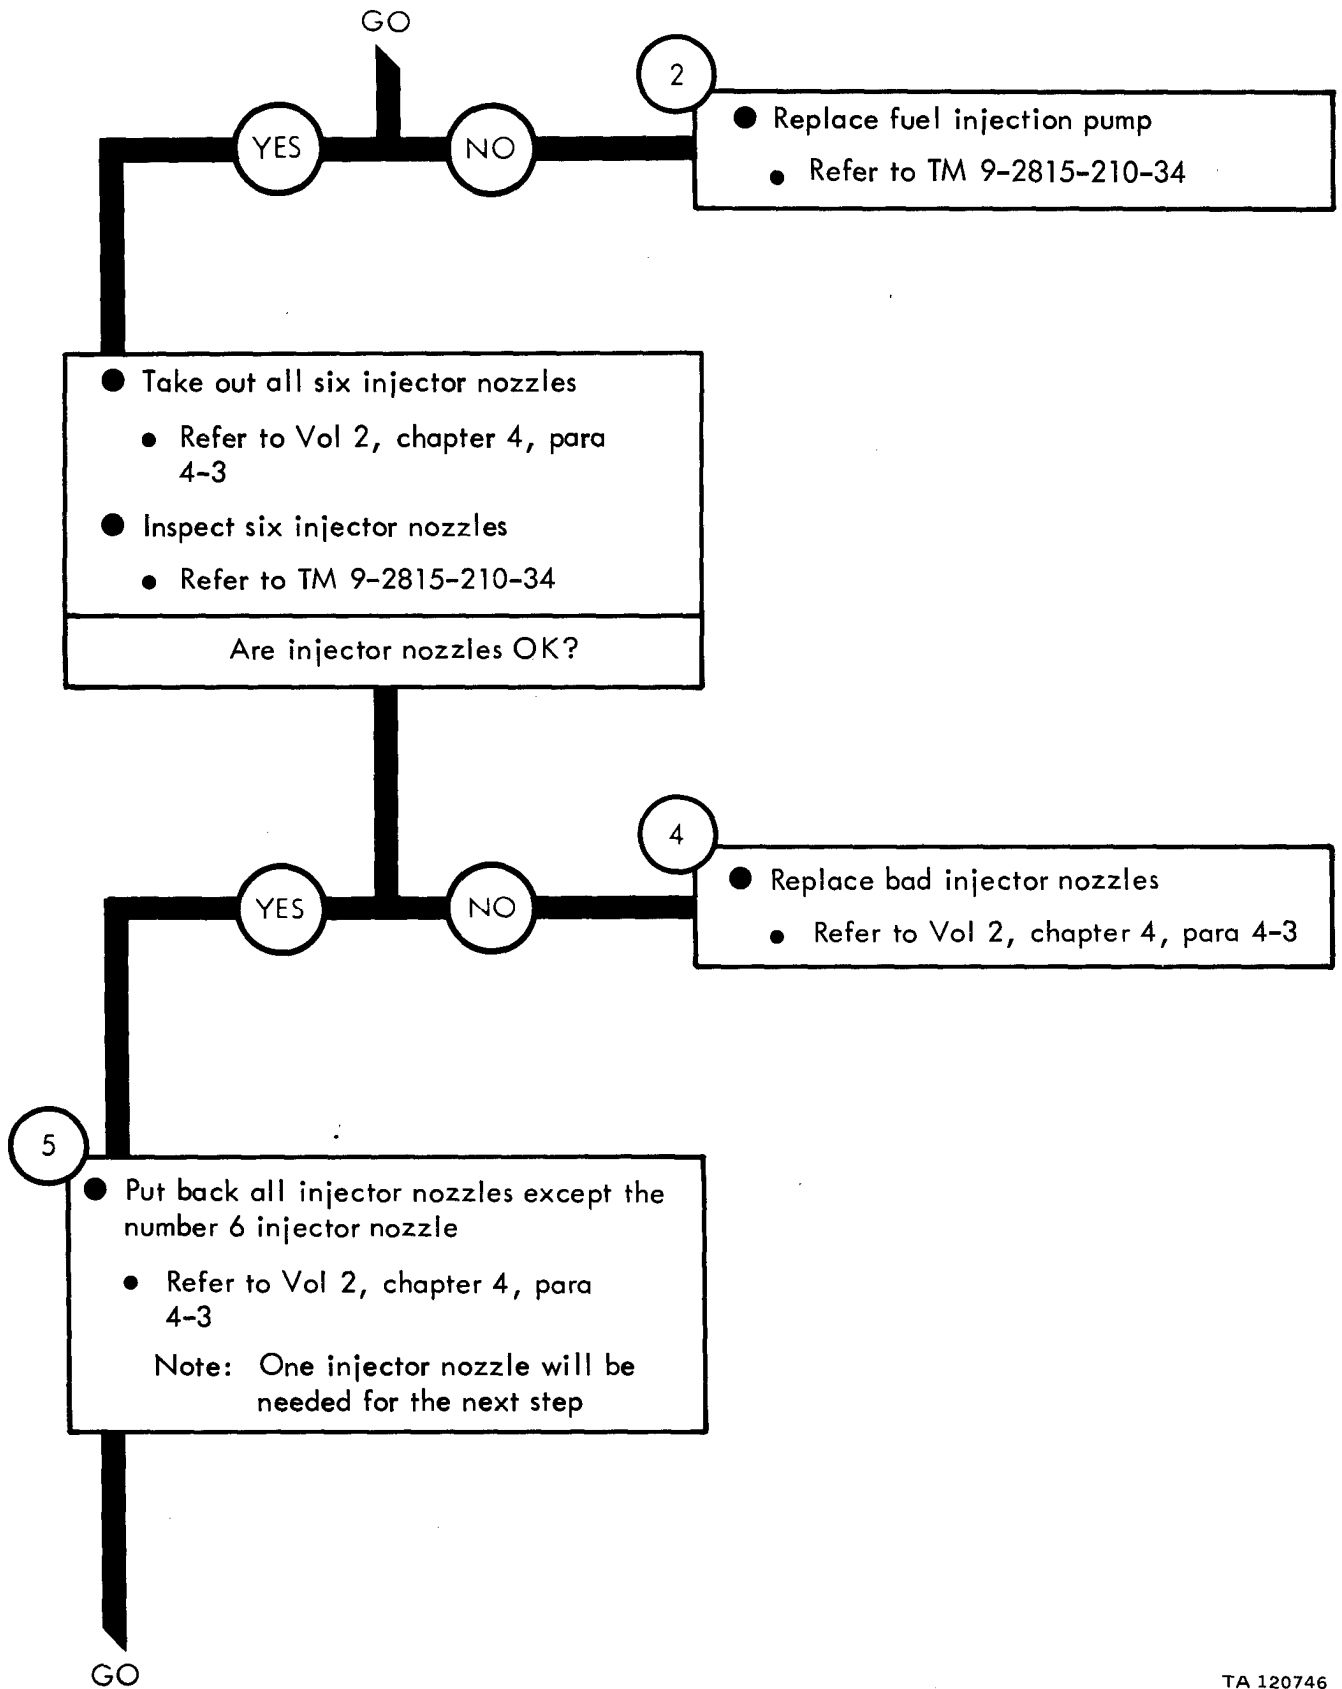 GO
2
YES
NO
● Replace fuel injection pump
● Refer to TM 9-2815-210-34
● Take out all six injector nozzles
● Refer to Vol 2, chapter 4, para
4-3
● Inspect six injector nozzles
● Refer to TM 9-2815-210-34
Are injector nozzles OK?
4
YES
NO
● Replace bad injector nozzles
● Refer to Vol 2, chapter 4, para 4-3
5
● Put back all injector nozzles except the
number 6 injector nozzle
● Refer to Vol 2, chapter 4, para
4-3
Note: One injector nozzle will be
needed for the next step
GO
TA 120746